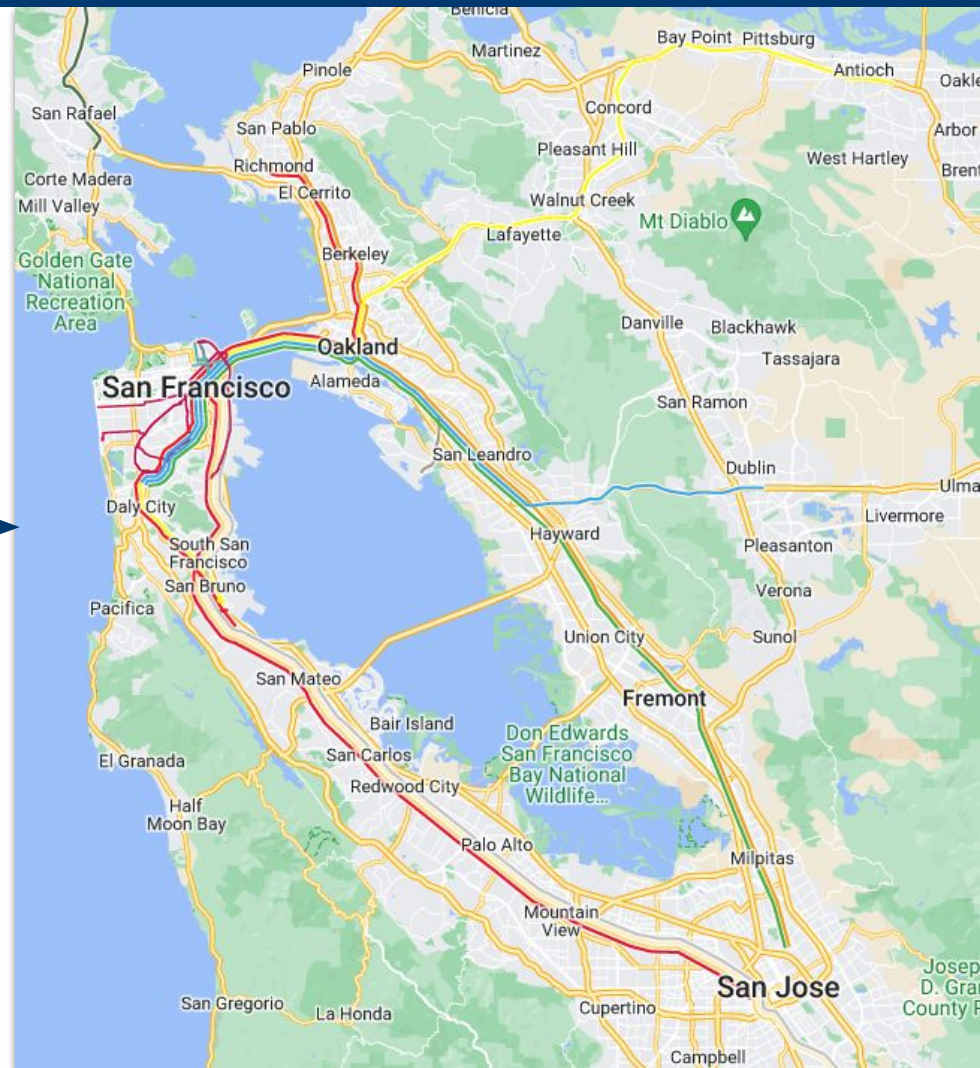 Benicia
Bay Point
Pittsburg
Martinez
Pinole
Antioch
Concord
San Rafael
San Pablo
Pleasant Hill
West Hartley
Richmond
Corte Madera
El Cerrito
Mill Valley
Walnut Creek
Mt Diablo
Lafayette
Berkeley
Golden Gate
National
Recreation
Area
Danville
Blackhawk
Oakland
Tassajara
San Francisco
Alameda
San Ramon
San Leandro
Dublin
Daly City
Livermore
Hayward
South San
Francisco
Pleasanton
San Bruno
Verona
Pacifica
Union City
Sunol
San Mateo
Fremont
Bair Island
Don Edwards
San Francisco
Bay National
Wildlife...
San Carlos
El Granada
Redwood City
Half
Moon Bay
Palo Alto
Milpitas
Mountain
View
San Jose
San Gregorio
La Honda
Cupertino
Campbell
Oakle
Arbor
Brent
Ulma
Josep
D. Gra
County